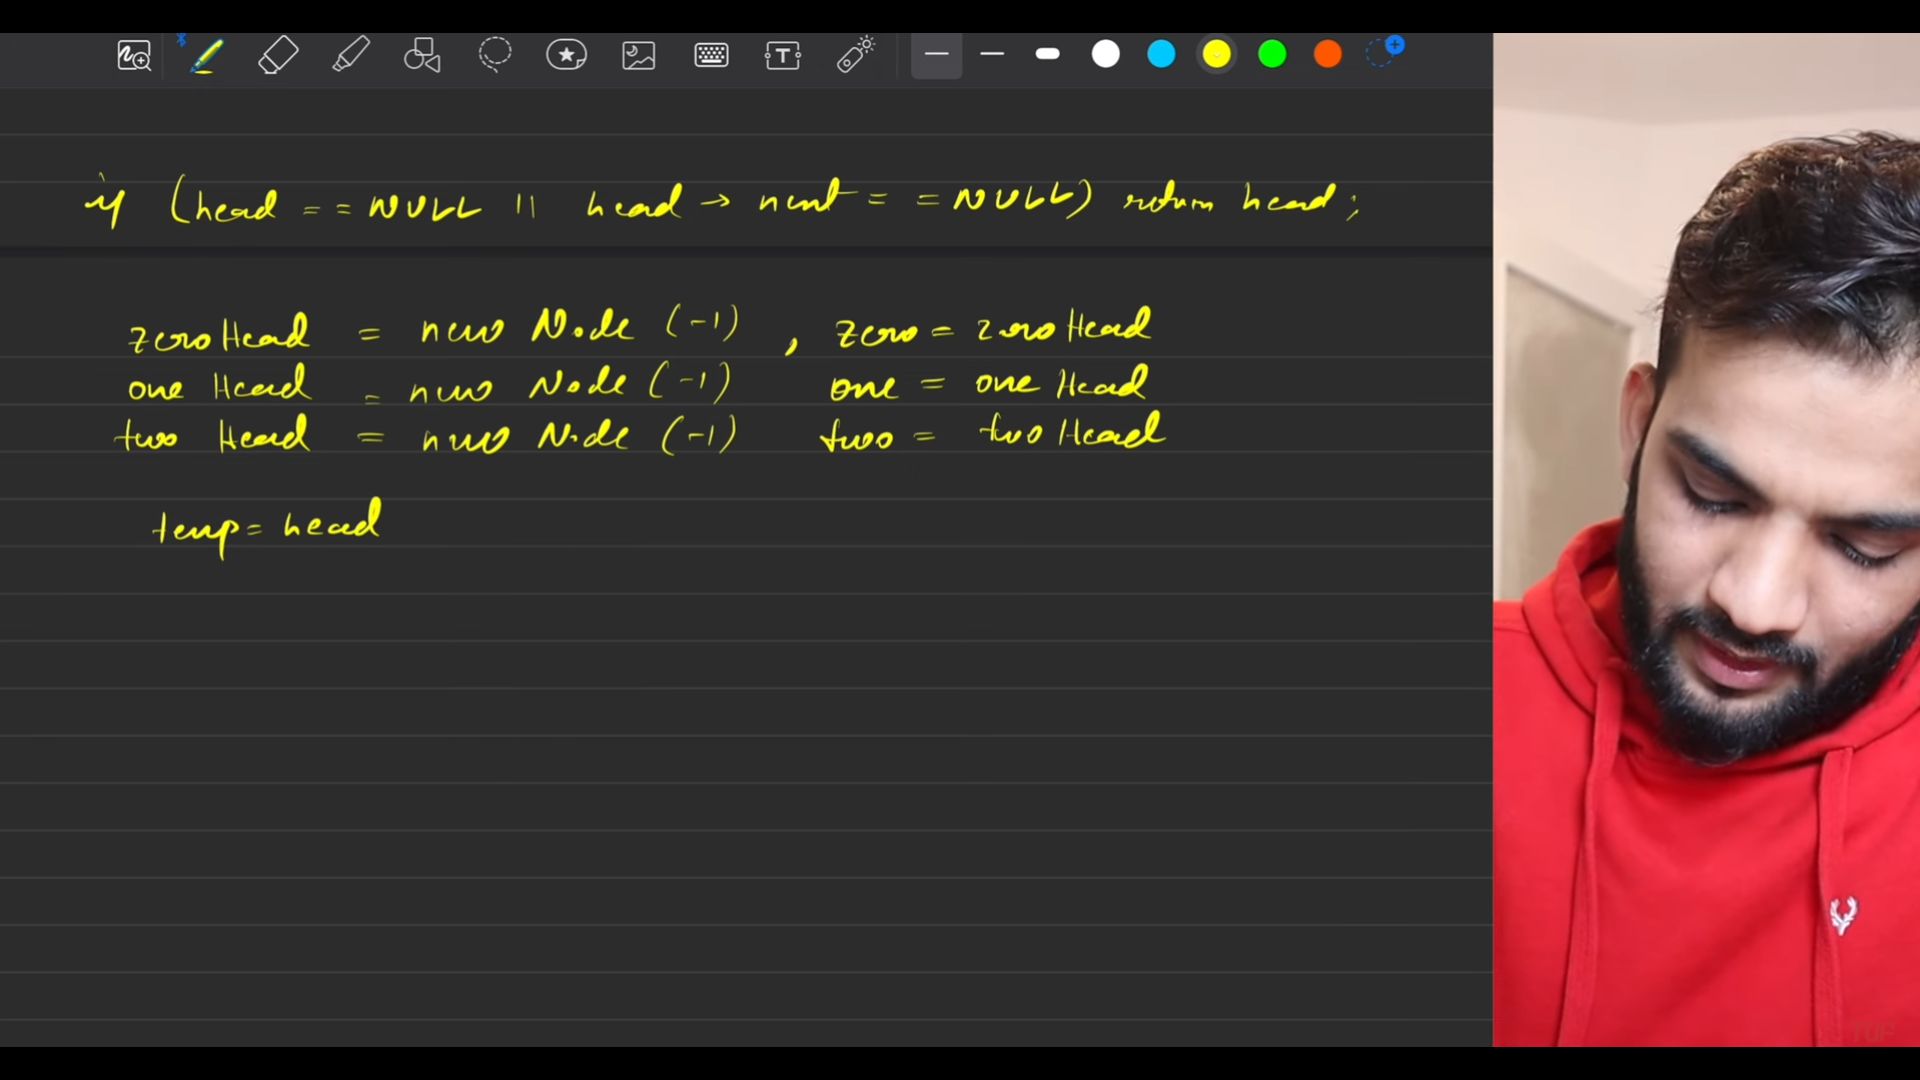 if (head == NULL || head → next == NULL) return head;
zeroHead = new Node (-1) , zero = zeroHead
one Head = new Node (-1) one = one Head
two Head = new Node (-1) two = two Head
temp = head
T
TUF